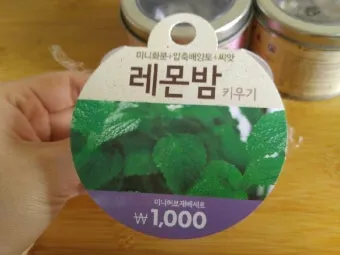 미니화분+압축배양토+씨앗
레몬밤 키우기
미니허브재배세트
₩1,000